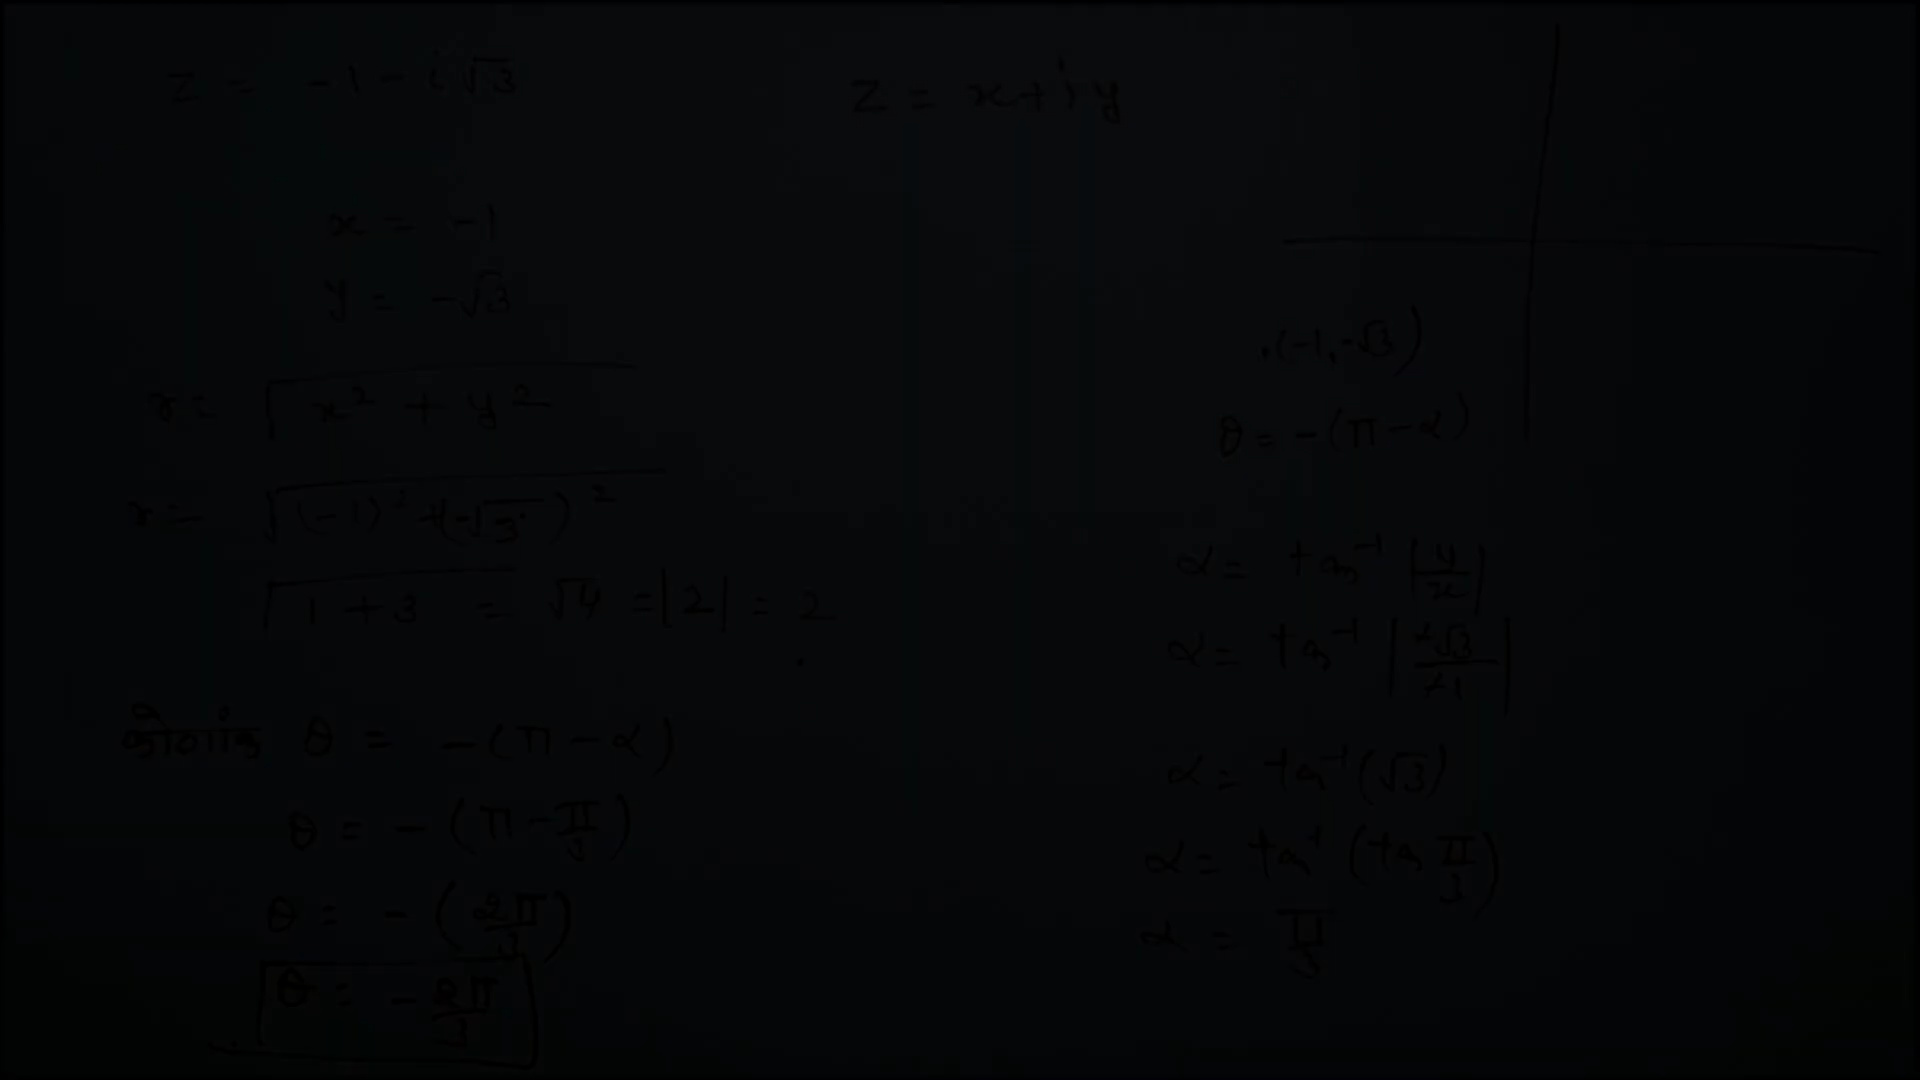 z = -1 - i√3
z = x + iy
x = -1
y = -√3
r = √x² + y²
r = √(-1)² + (-√3)²
√1 + 3 = √4 = |2| = 2
θ = -(π - α)
θ = -(π - π/3)
θ = -(2π/3)
θ = -2π/3
.(-1, -√3)
θ = -(π - α)
α = tan⁻¹ |y/x|
α = tan⁻¹ |-√3/-1|
α = tan⁻¹(√3)
α = tan⁻¹(tan π/3)
α = π/3